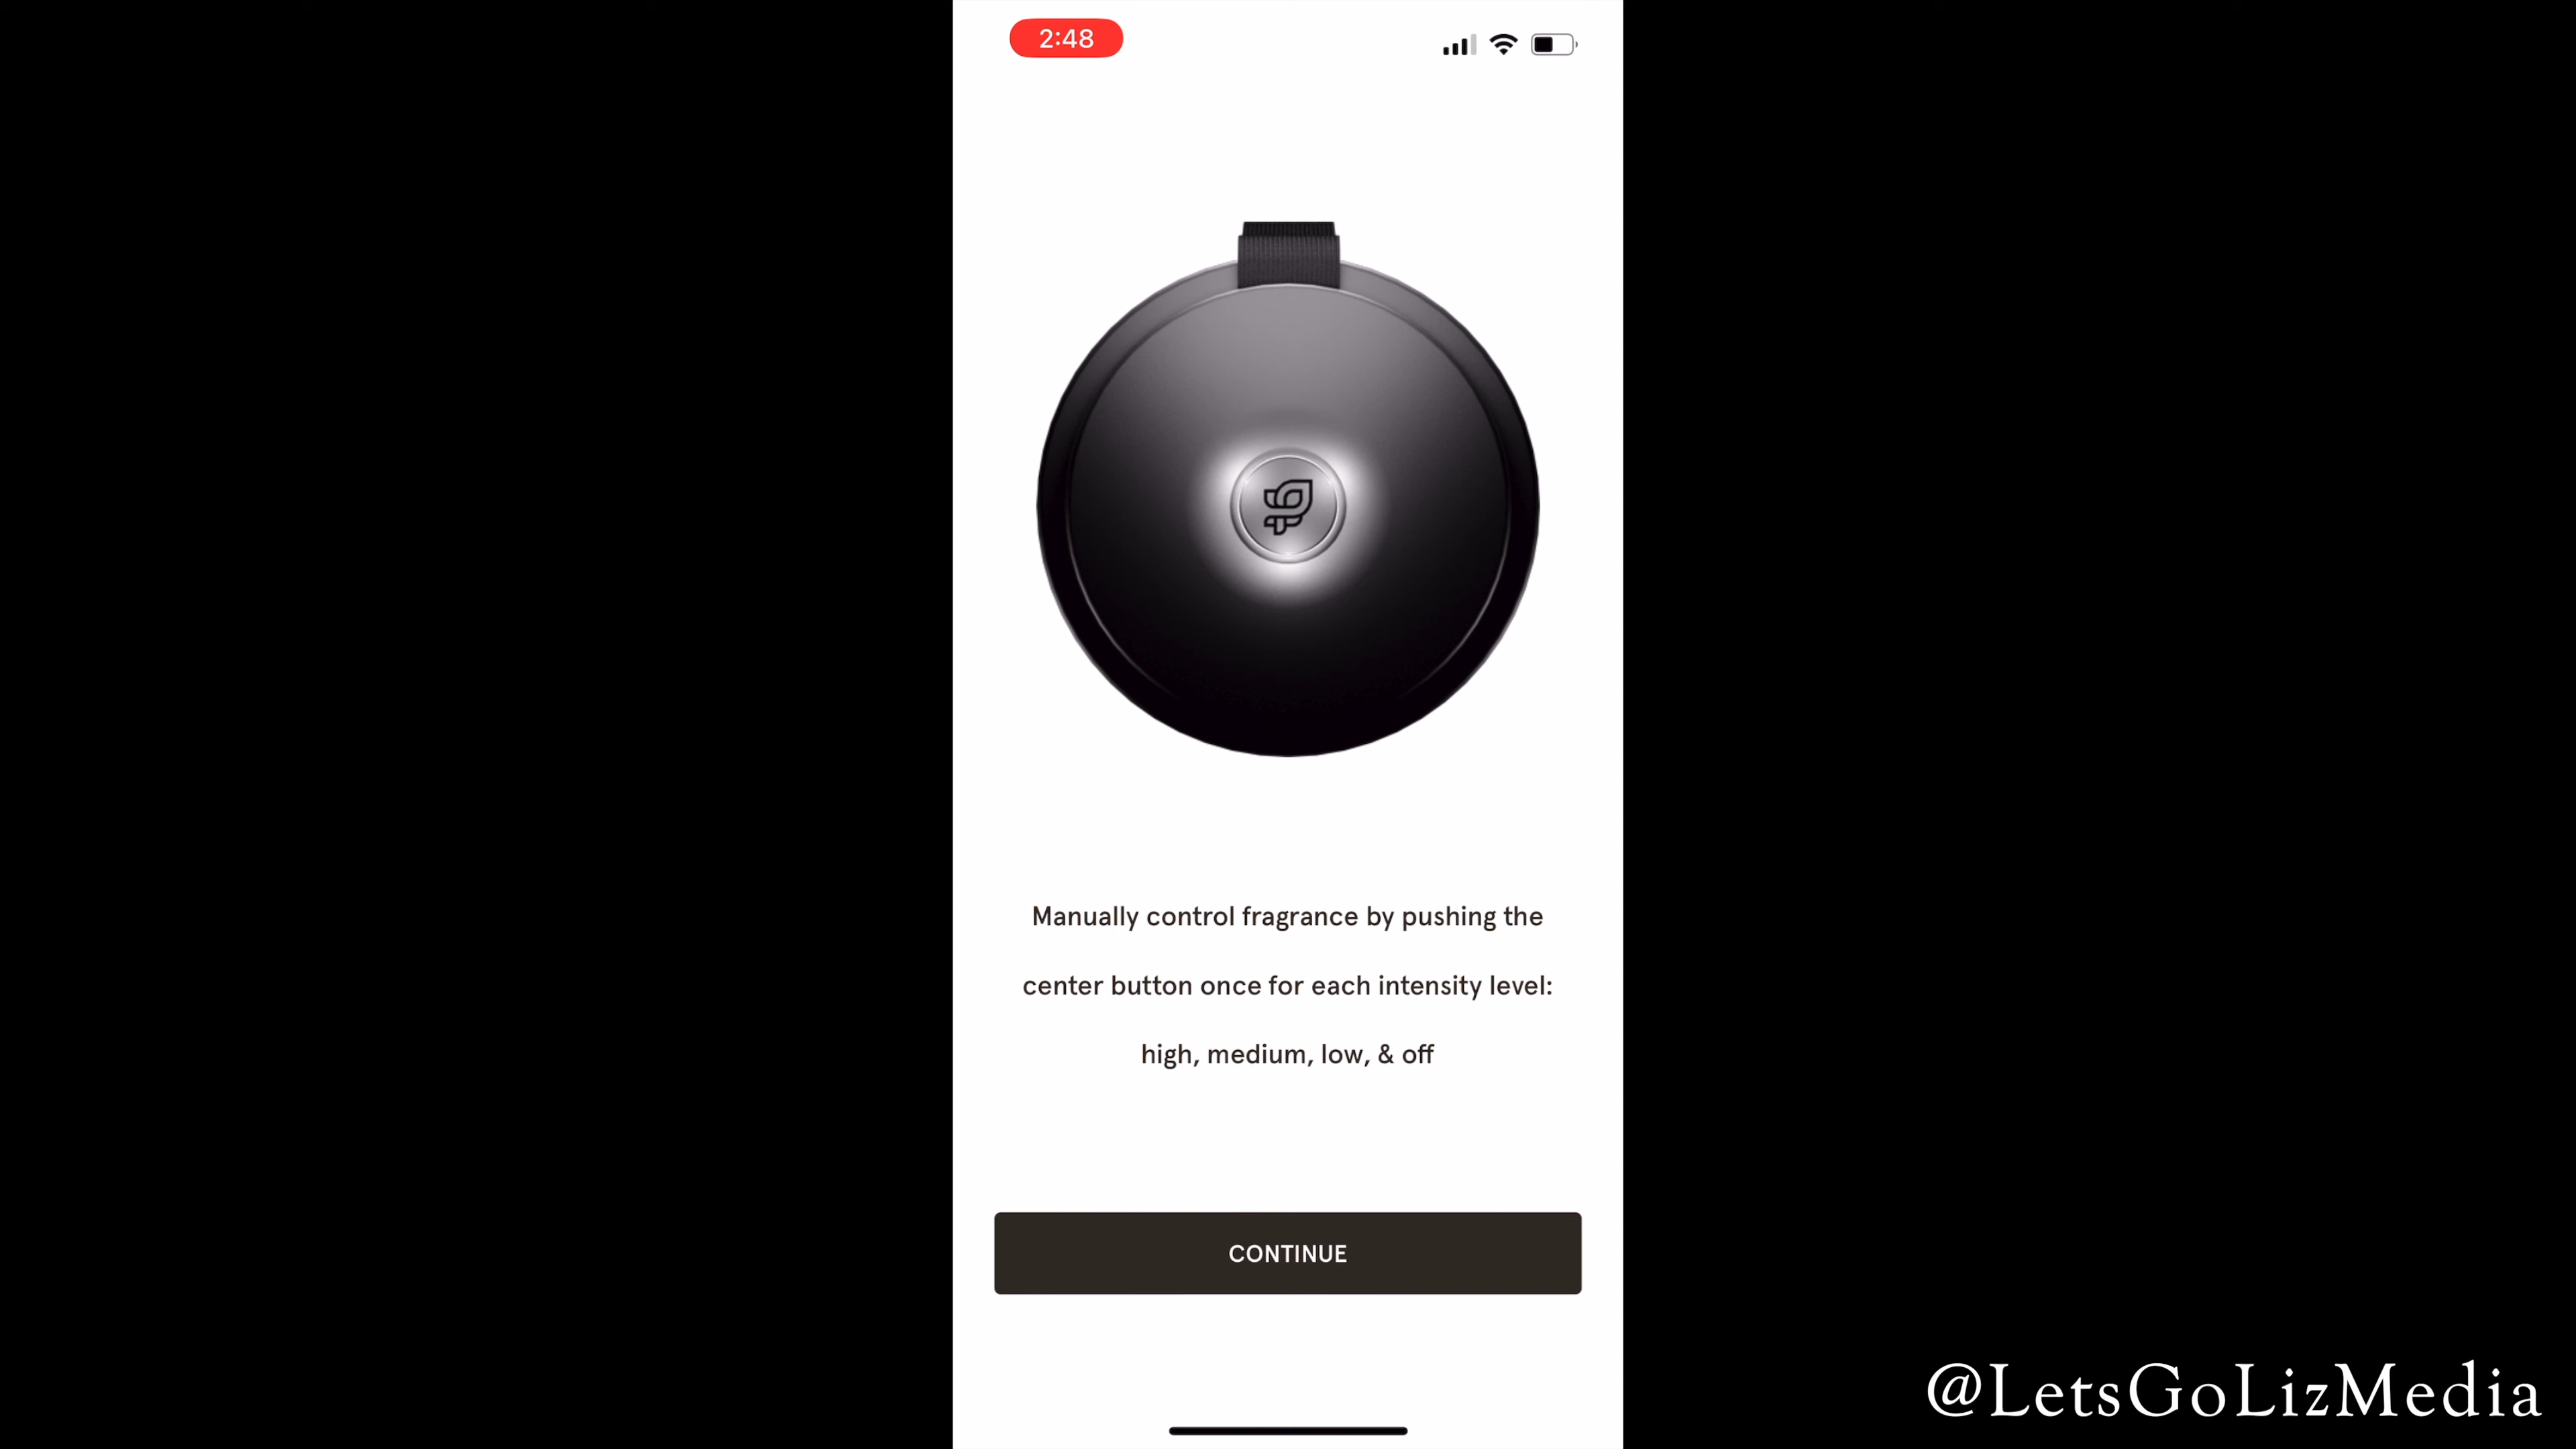 2:48
Manually control fragrance by pushing the
center button once for each intensity level:
high, medium, low, & off
CONTINUE
@LetsGoLizMedia